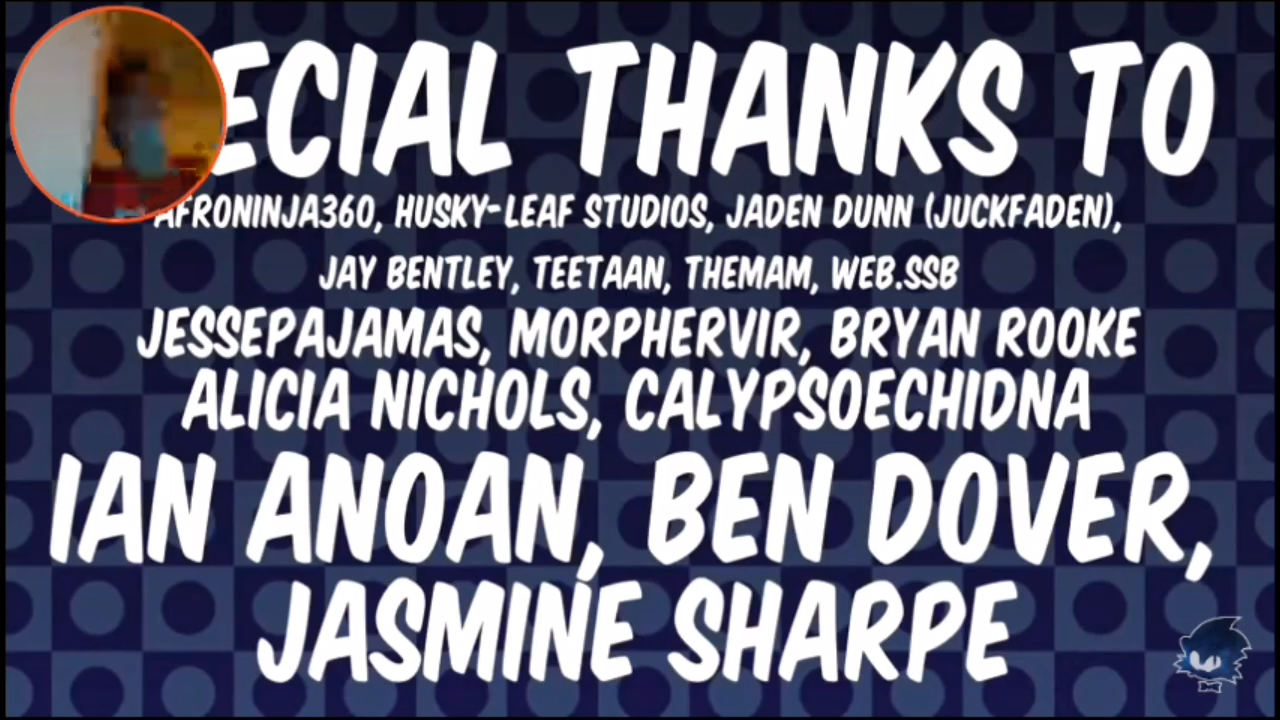 ECIAL THANKS TO
AFRONINJA360, HUSKY-LEAF STUDIOS, JADEN DUNN (JUCKFADEN),
JAY BENTLEY, TEETAAN, THEMAM, WEB.SSB
JESSEPAJAMAS, MORPHERVIR, BRYAN ROOKE
ALICIA NICHOLS, CALYPSOECHIDNA
IAN ANOAN, BEN DOVER,
JASMINE SHARPE